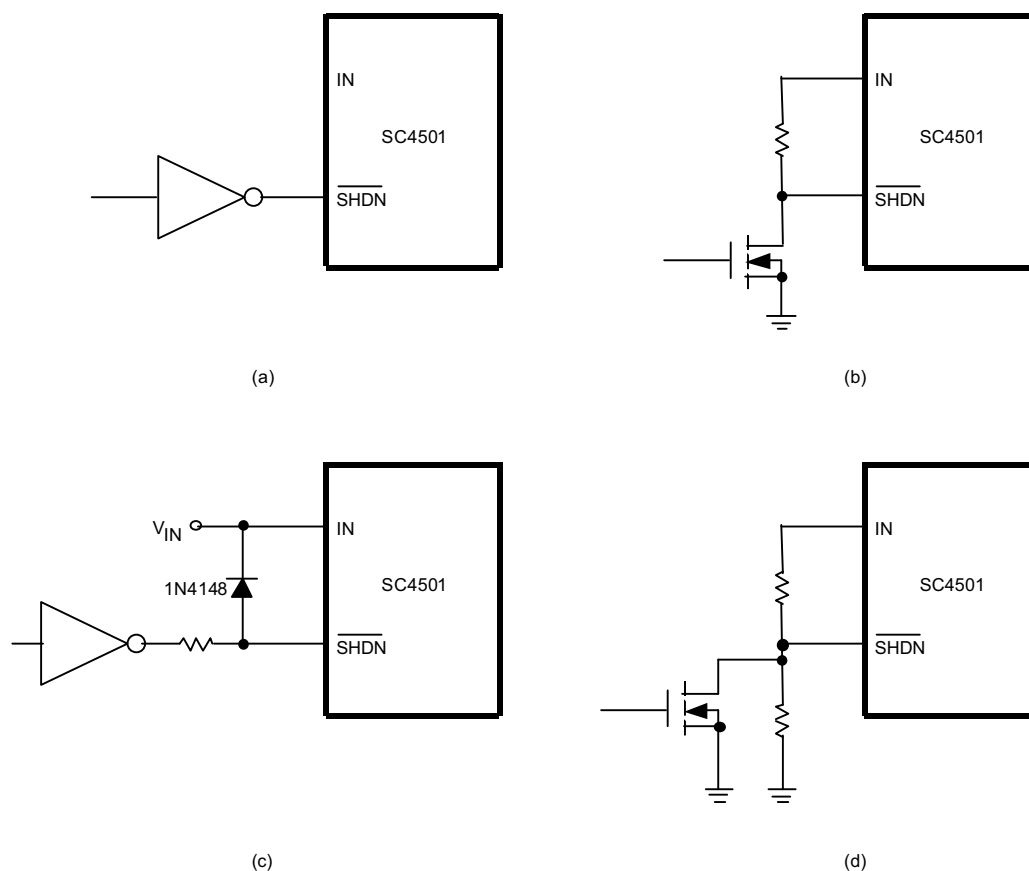 IN
SC4501
SHDN
(a)
IN
SC4501
SHDN
(b)
VIN
IN
1N4148
SC4501
SHDN
(c)
IN
SC4501
SHDN
(d)